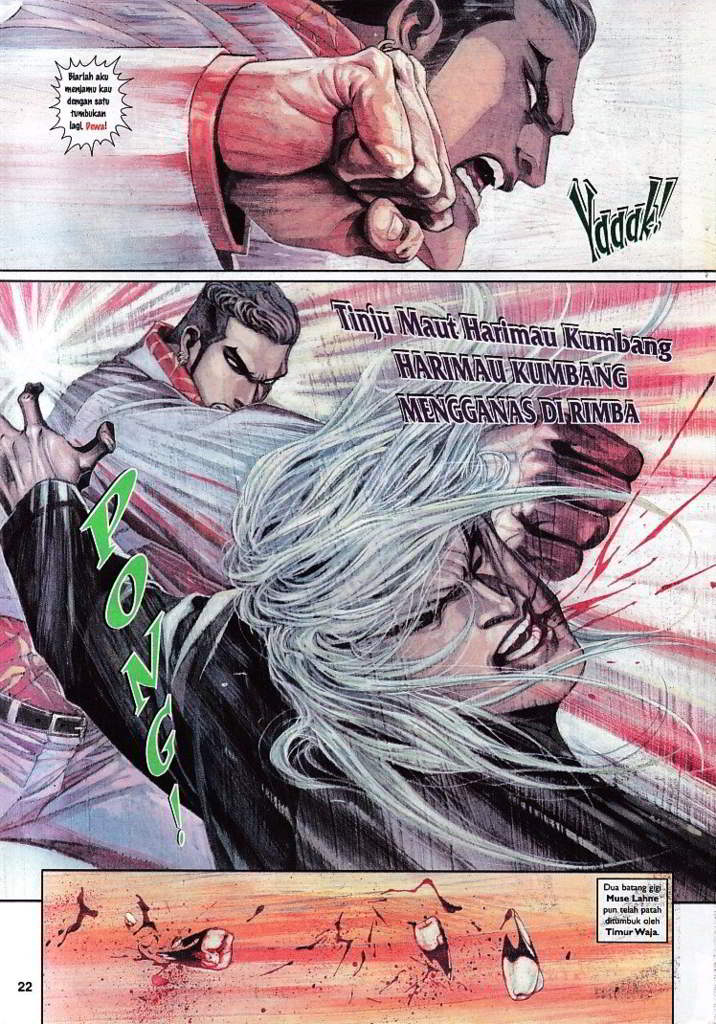 Biarlah aku
menjamu kau
dengan satu
tumbukan
lagi, Dewa!
Yaaak!!
Tinju Maut Harimau Kumbang
HARIMAU KUMBANG
MENGGANAS DI RIMBA
PONG!
Dua batang gigi
Muse Lahne
pun telah patah
ditumbuk oleh
Timur Waja.
22